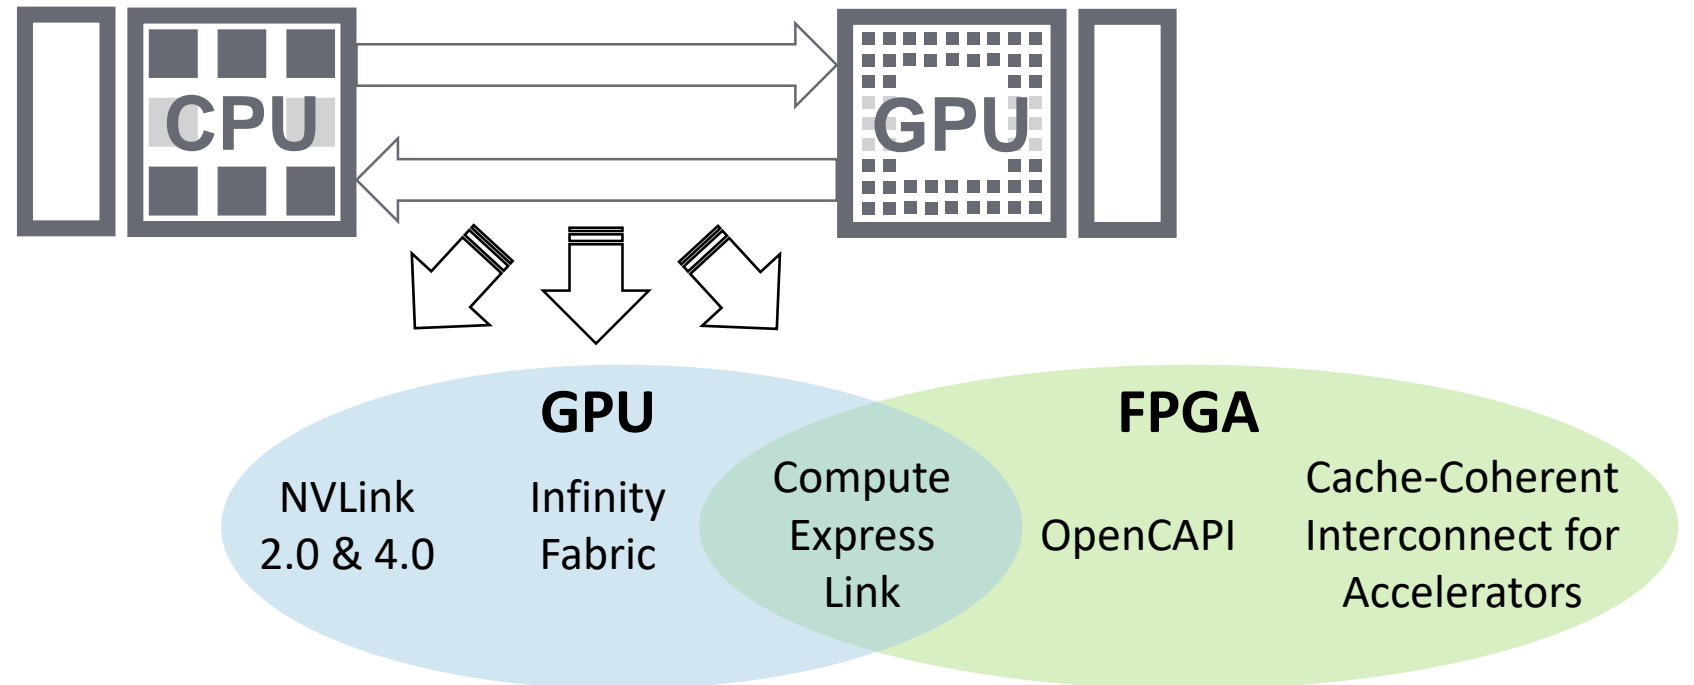 CPU
GPU
GPU
FPGA
NVLink
2.0 & 4.0
Infinity
Fabric
Compute
Express
Link
OpenCAPI
Cache-Coherent
Interconnect for
Accelerators